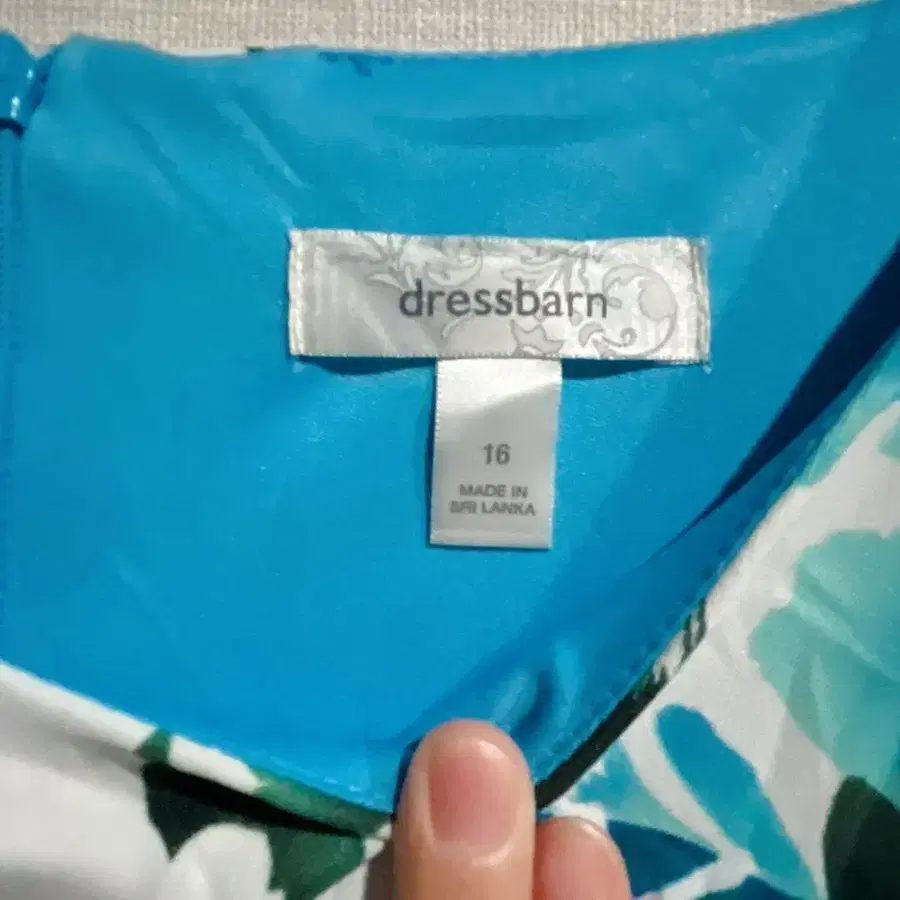 dressbarn
16
MADE IN
SRI LANKA